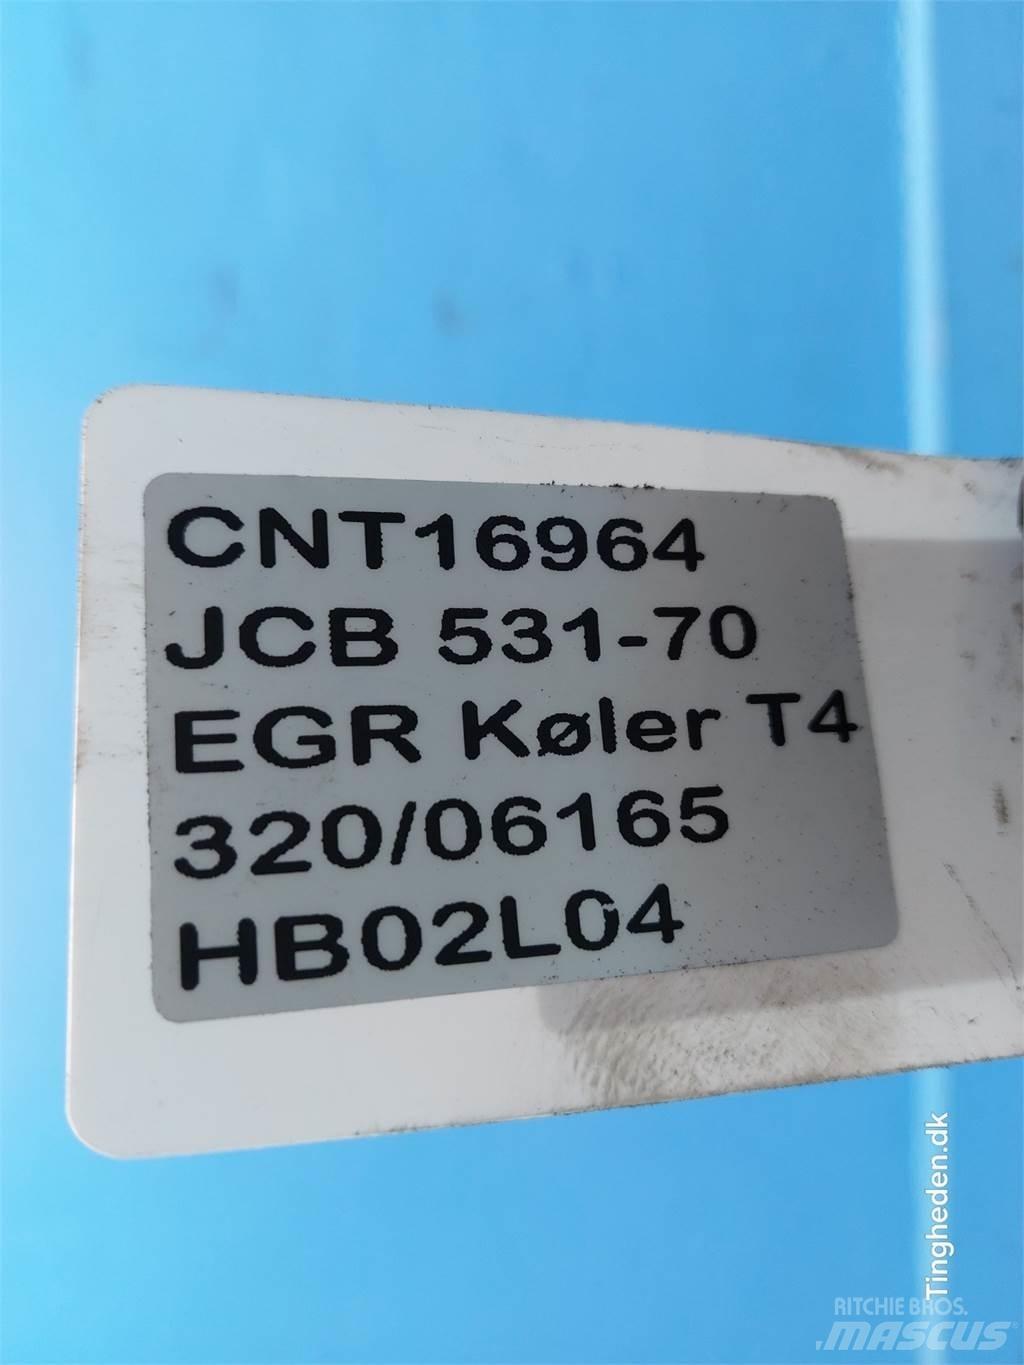 CNT16964
JCB 531-70
EGR Køler T4
320/06165
HB02L04
Tingheden.dk
RITCHIE BROS.
MASCUS